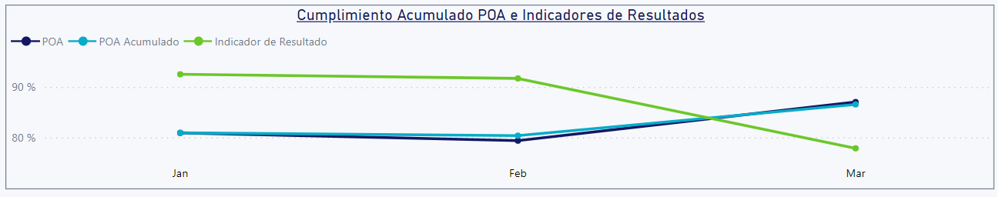 Cumplimiento Acumulado POA e Indicadores de Resultados
POA POA Acumulado Indicador de Resultado
90 %
80 %
Jan Feb Mar